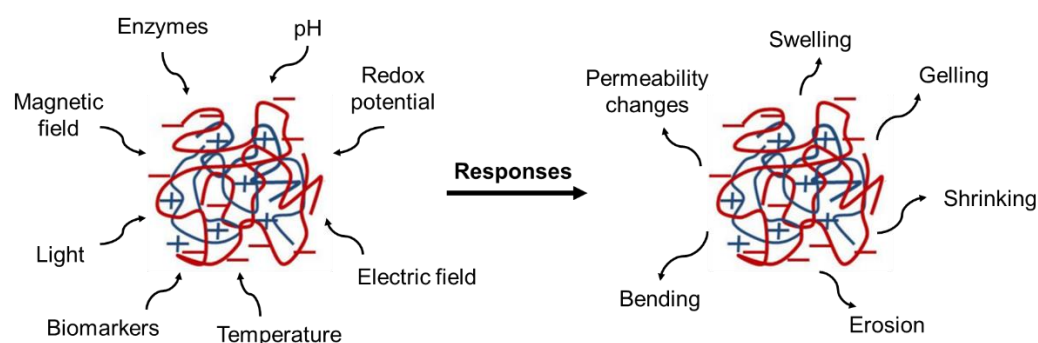 Enzymes
pH
Redox
potential
Magnetic
field
Light
Biomarkers
Temperature
Electric field
Responses
Swelling
Permeability
changes
Gelling
Shrinking
Bending
Erosion